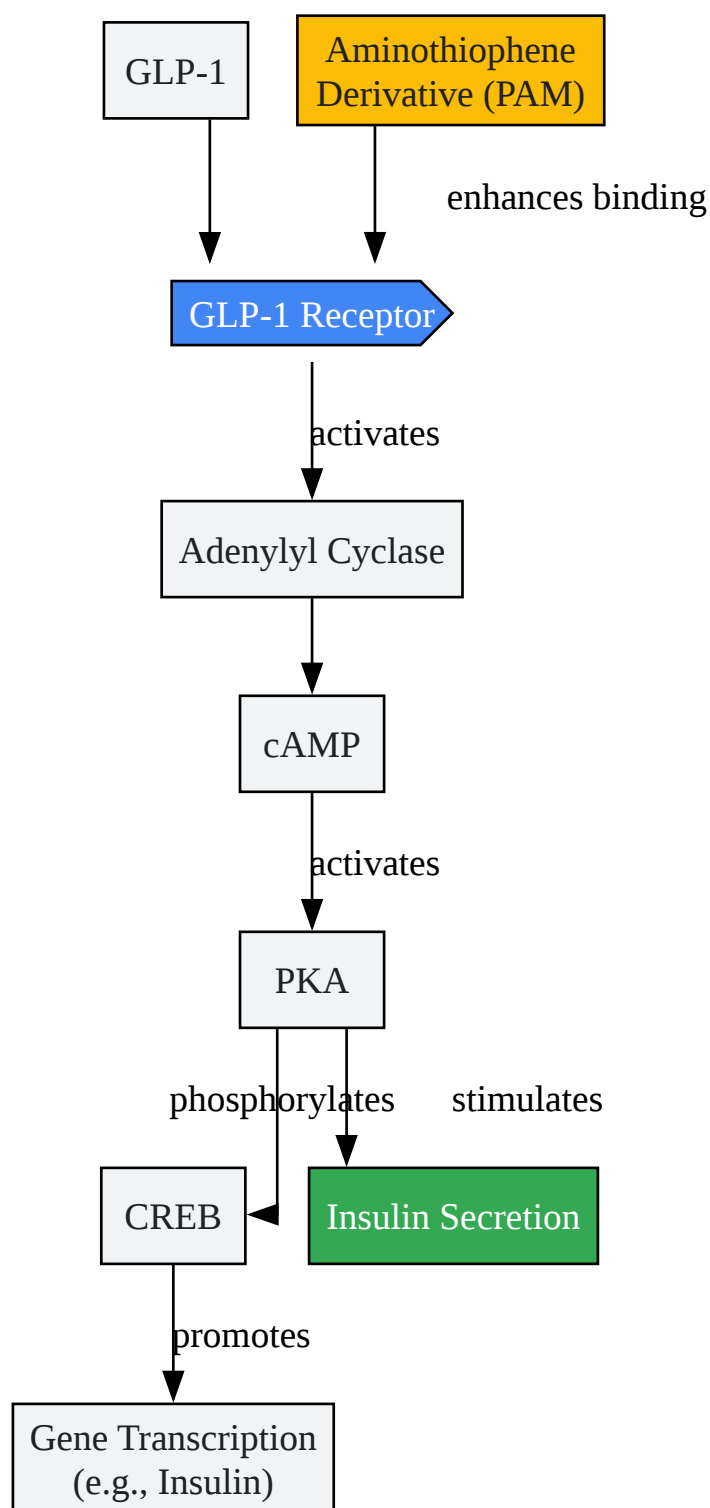 GLP-1
Aminothiophene
Derivative (PAM)
enhances binding
GLP-1 Receptor
activates
Adenylyl Cyclase
cAMP
activates
PKA
phosphorylates
stimulates
CREB
Insulin Secretion
promotes
Gene Transcription
(e.g., Insulin)